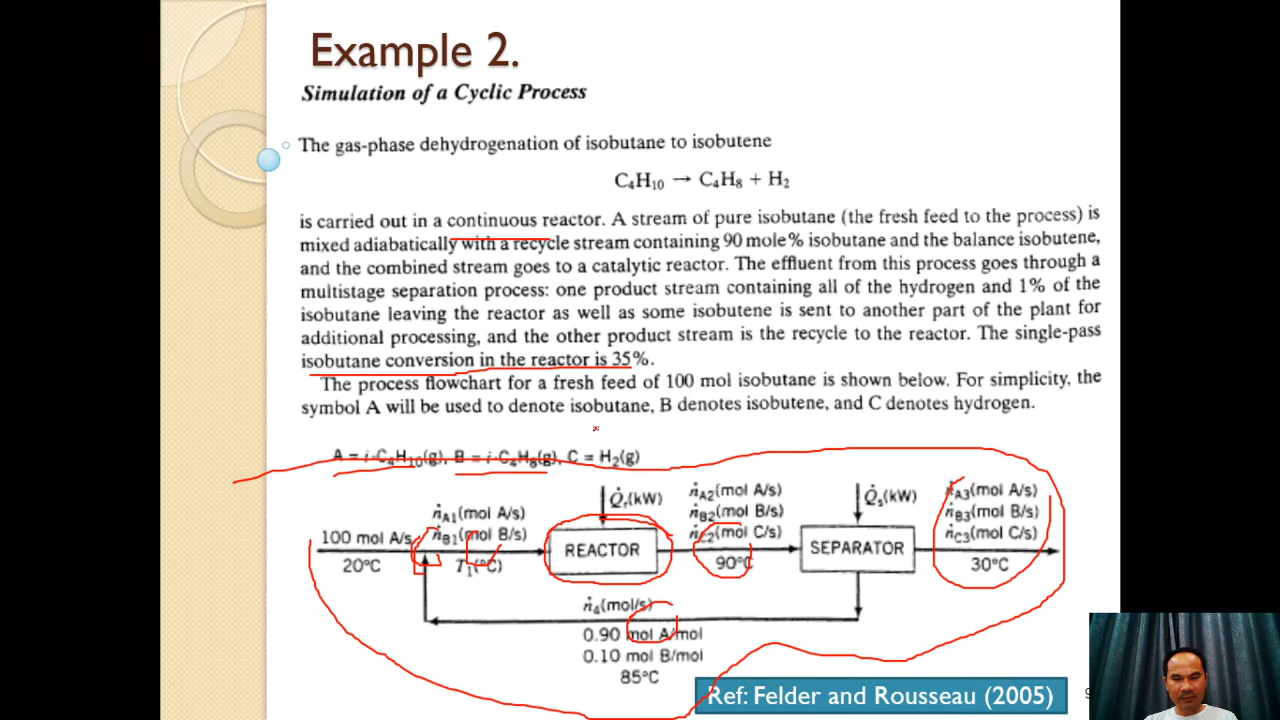 Example 2.
Simulation of a Cyclic Process
The gas-phase dehydrogenation of isobutane to isobutene
C₄H₁₀ → C₄H₈ + H₂
is carried out in a continuous reactor. A stream of pure isobutane (the fresh feed to the process) is
mixed adiabatically with a recycle stream containing 90 mole% isobutane and the balance isobutene,
and the combined stream goes to a catalytic reactor. The effluent from this process goes through a
multistage separation process: one product stream containing all of the hydrogen and 1% of the
isobutane leaving the reactor as well as some isobutene is sent to another part of the plant for
additional processing, and the other product stream is the recycle to the reactor. The single-pass
isobutane conversion in the reactor is 35%.
The process flowchart for a fresh feed of 100 mol isobutane is shown below. For simplicity, the
symbol A will be used to denote isobutane, B denotes isobutene, and C denotes hydrogen.
A = i-C₄H₁₀(g), B = i-C₄H₈(g), C = H₂(g)
100 mol A/s
20°C
ṅA1(mol A/s)
ṅB1(mol B/s)
T₁(°C)
Q̇r(kW)
REACTOR
ṅA2(mol A/s)
ṅB2(mol B/s)
ṅC2(mol C/s)
90°C
Q̇s(kW)
SEPARATOR
ṅA3(mol A/s)
ṅB3(mol B/s)
ṅC3(mol C/s)
30°C
ṅ4(mol/s)
0.90 mol A/mol
0.10 mol B/mol
85°C
Ref: Felder and Rousseau (2005)
9